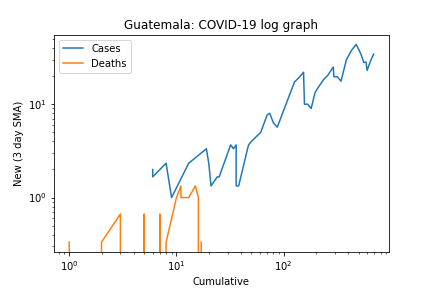 Guatemala: COVID-19 log graph
Cases
Deaths
New (3 day SMA)
10¹
10⁰
10⁰ 10¹ 10²
Cumulative